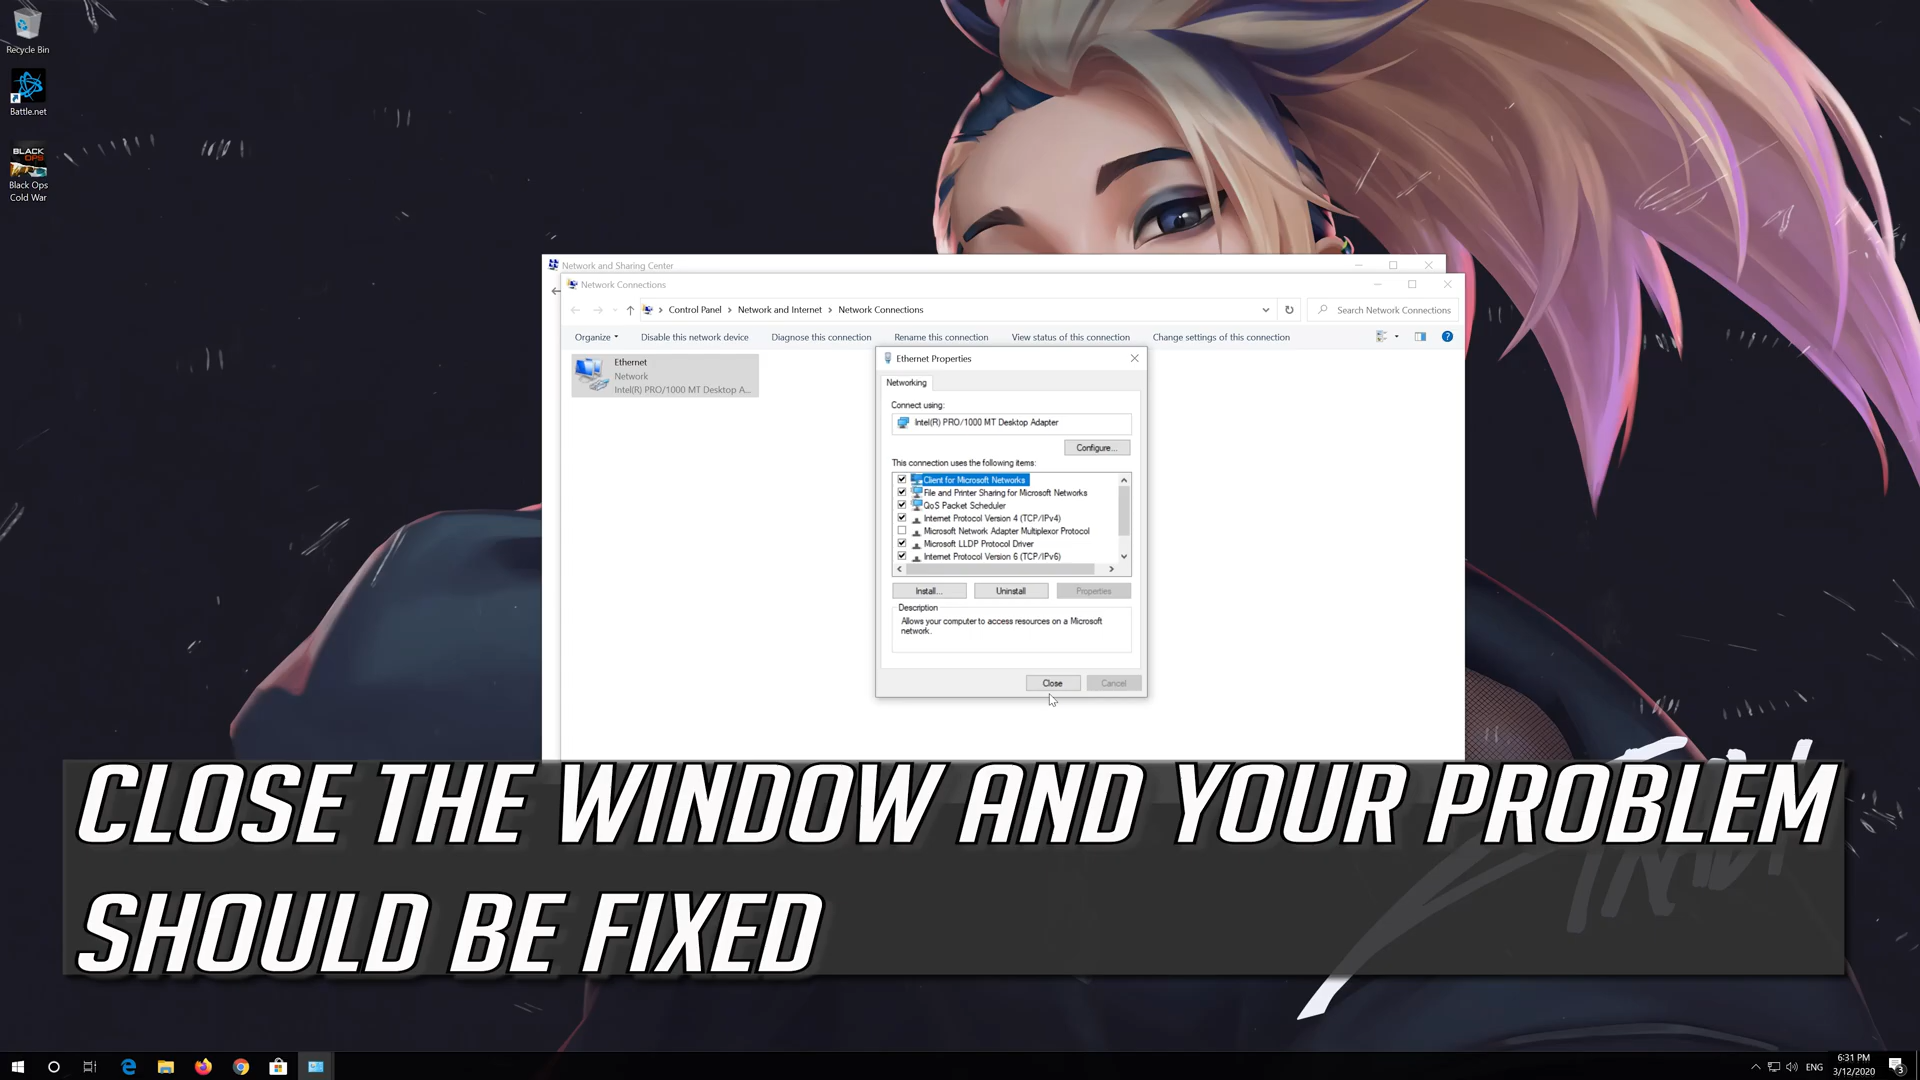 Recycle Bin
Battle.net
BLACK
OPS
Black Ops
Cold War
Network and Sharing Center
Network Connections
Control Panel
Network and Internet
Network Connections
Search Network Connections
Organize
Disable this network device
Diagnose this connection
Rename this connection
View status of this connection
Change settings of this connection
Ethernet
Network
Intel(R) PRO/1000 MT Desktop A...
Ethernet Properties
Networking
Connect using:
Intel(R) PRO/1000 MT Desktop Adapter
Configure...
This connection uses the following items:
Client for Microsoft Networks
File and Printer Sharing for Microsoft Networks
QoS Packet Scheduler
Internet Protocol Version 4 (TCP/IPv4)
Microsoft Network Adapter Multiplexor Protocol
Microsoft LLDP Protocol Driver
Internet Protocol Version 6 (TCP/IPv6)
Install...
Uninstall
Properties
Description
Allows your computer to access resources on a Microsoft
network.
Close
Cancel
CLOSE THE WINDOW AND YOUR PROBLEM
SHOULD BE FIXED
ENG
6:31 PM
3/12/2020
3